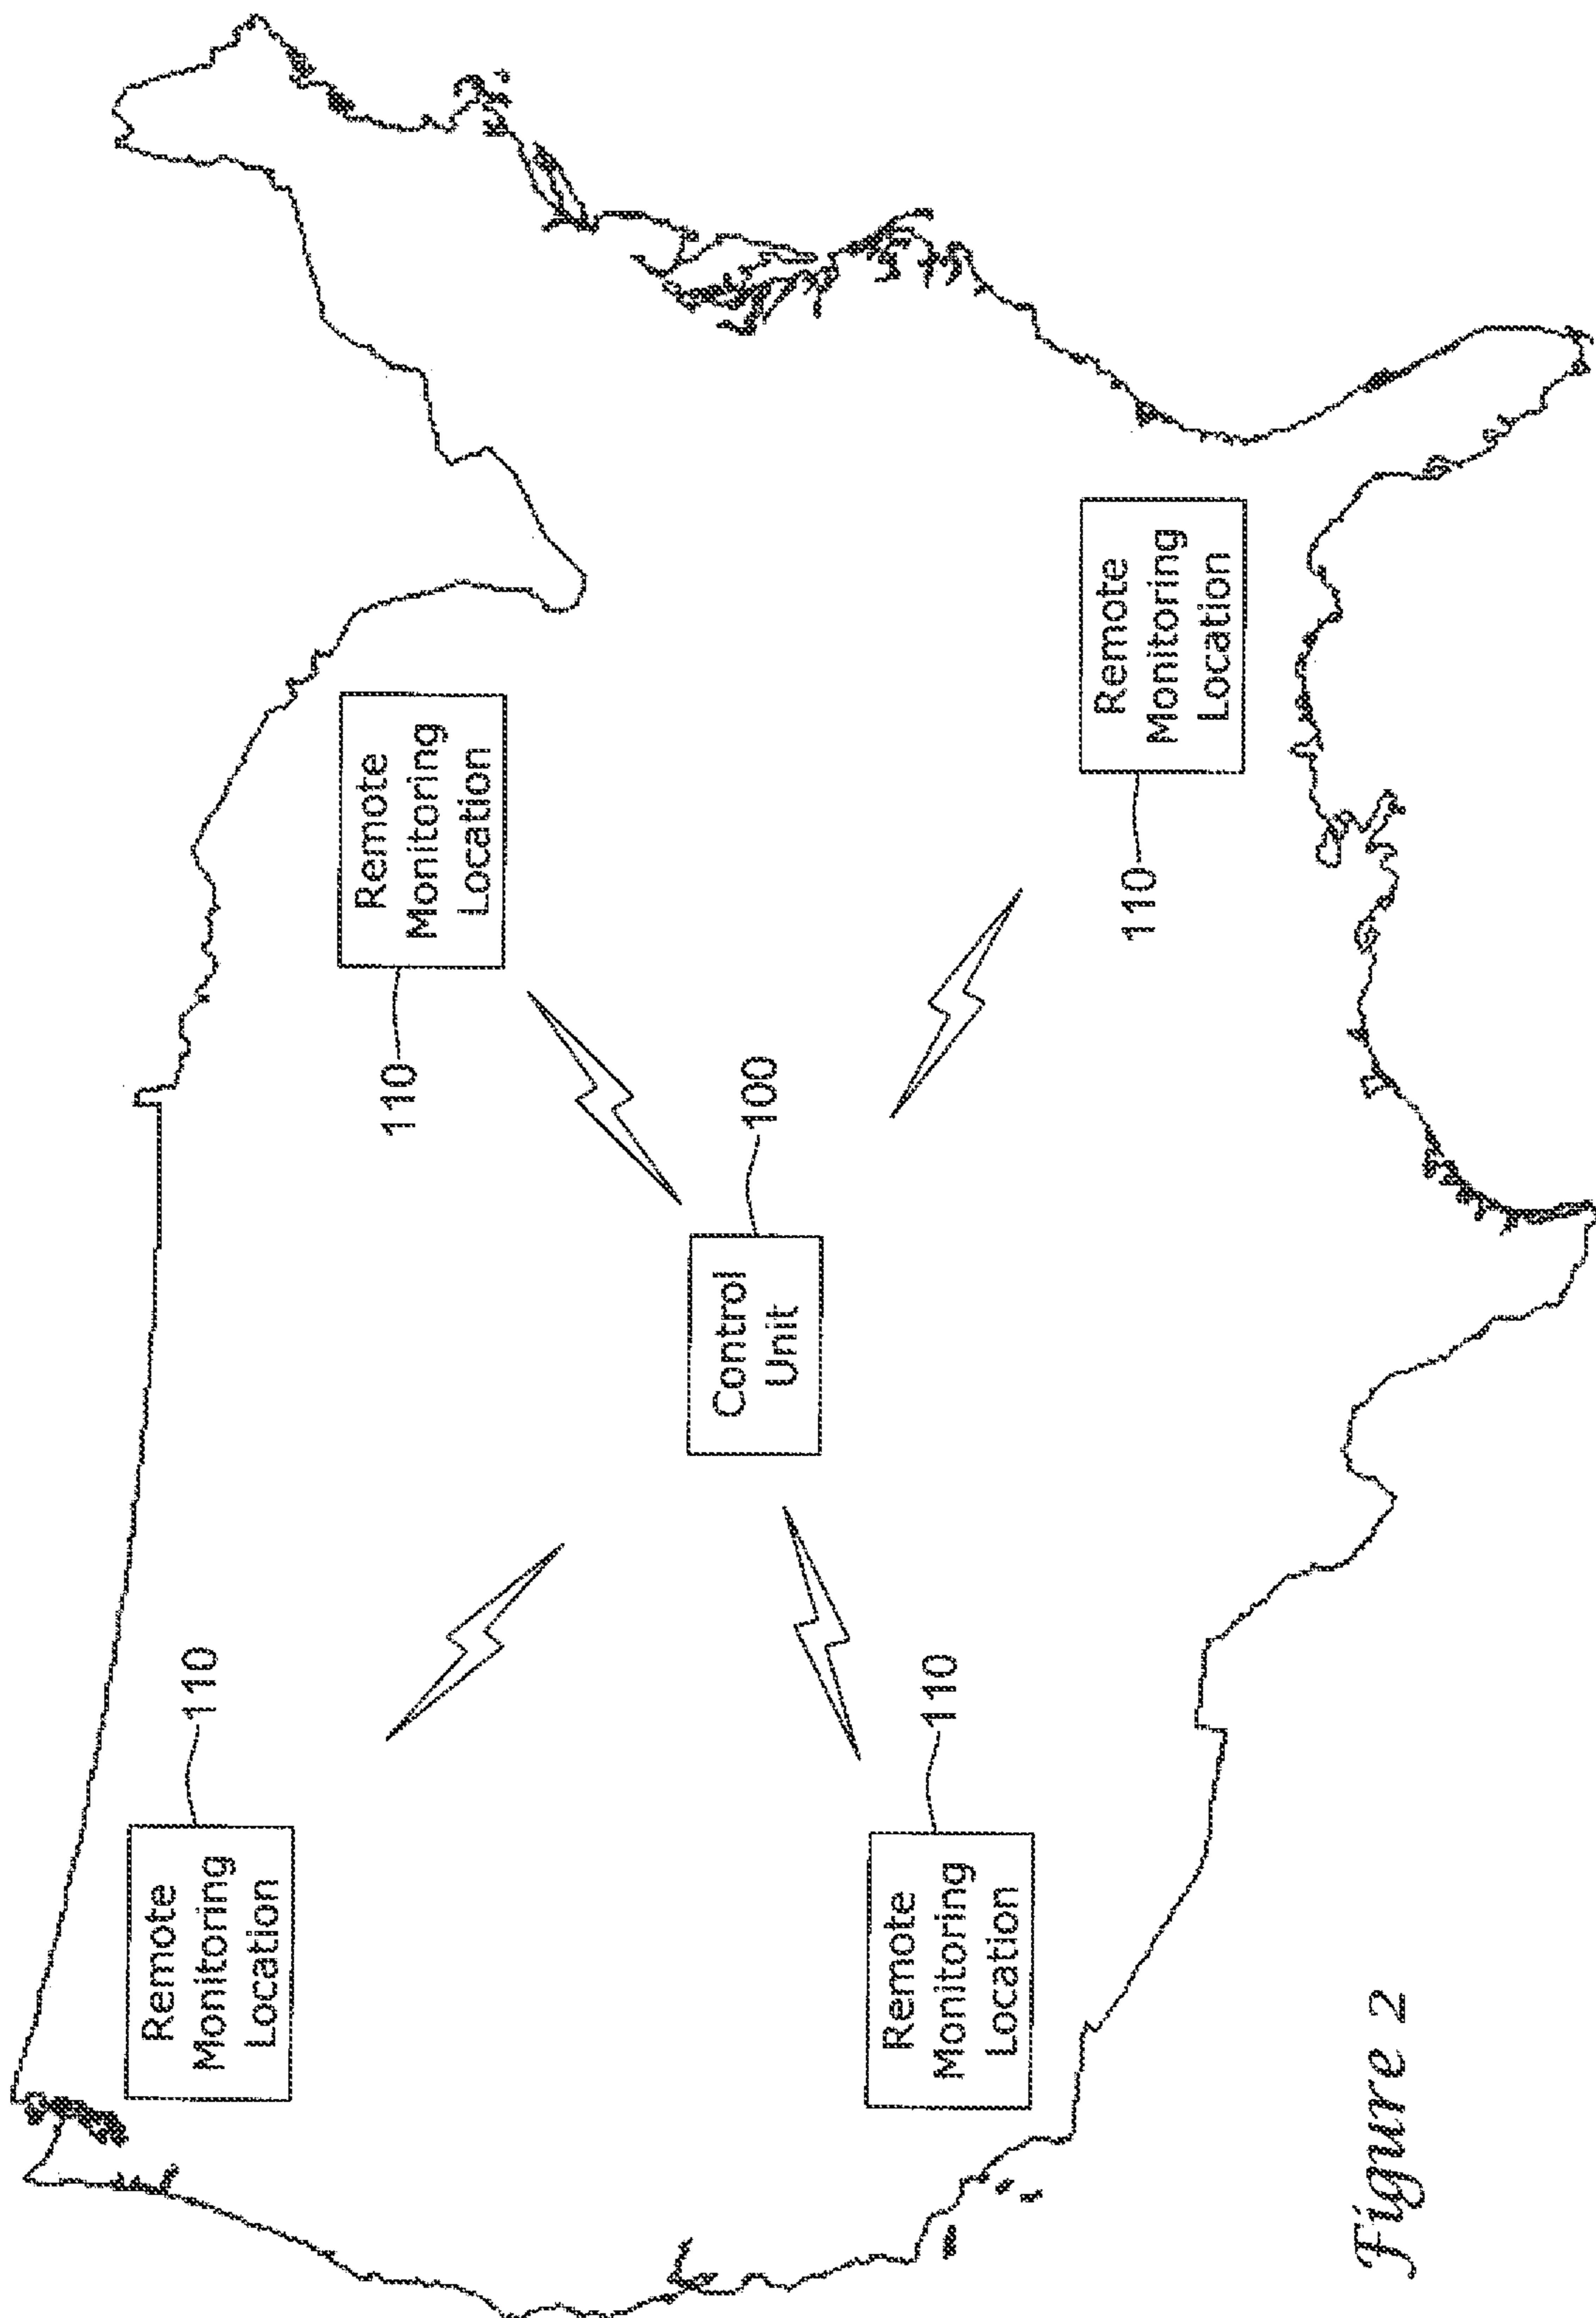 Remote
Monitoring
Location
110
Remote
Monitoring
Location
110
Control
Unit
100
Remote
Monitoring
Location
110
Remote
Monitoring
Location
110
Figure 2